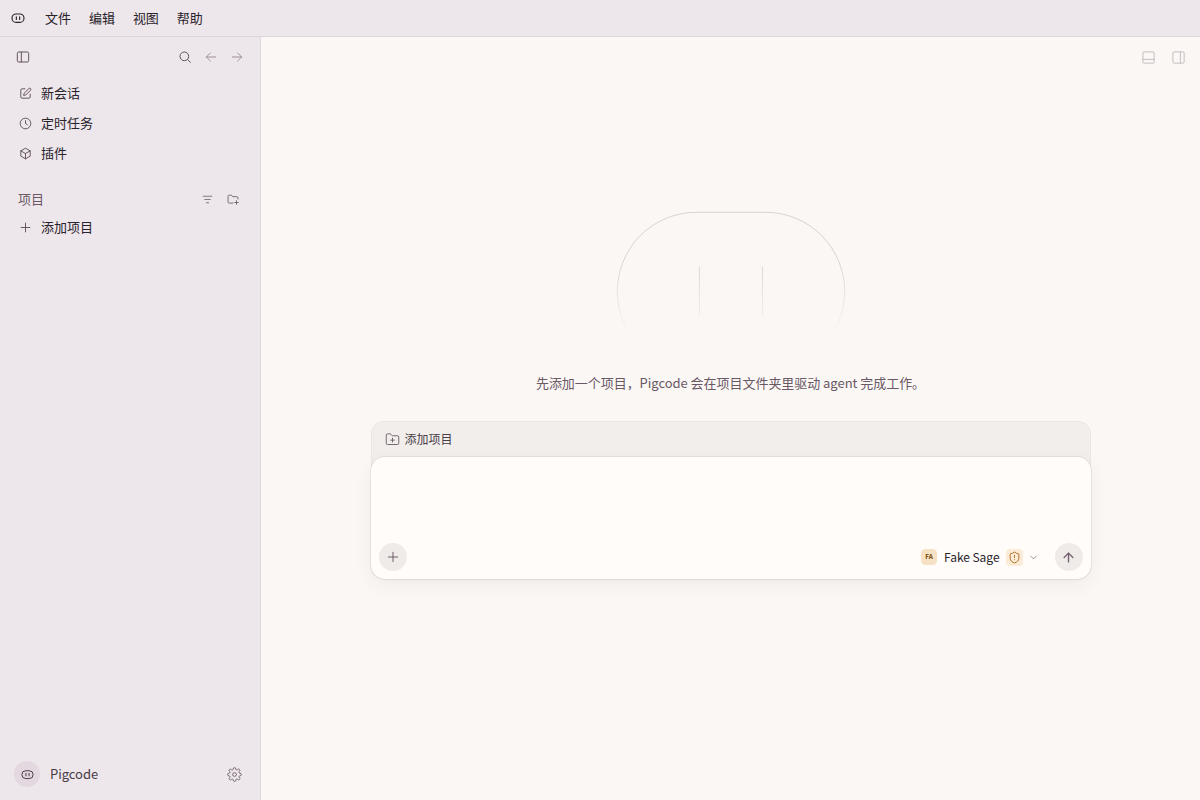 文件 编辑 视图 帮助
新会话
定时任务
插件
项目
添加项目
先添加一个项目，Pigcode 会在项目文件夹里驱动 agent 完成工作。
添加项目
FA Fake Sage
Pigcode